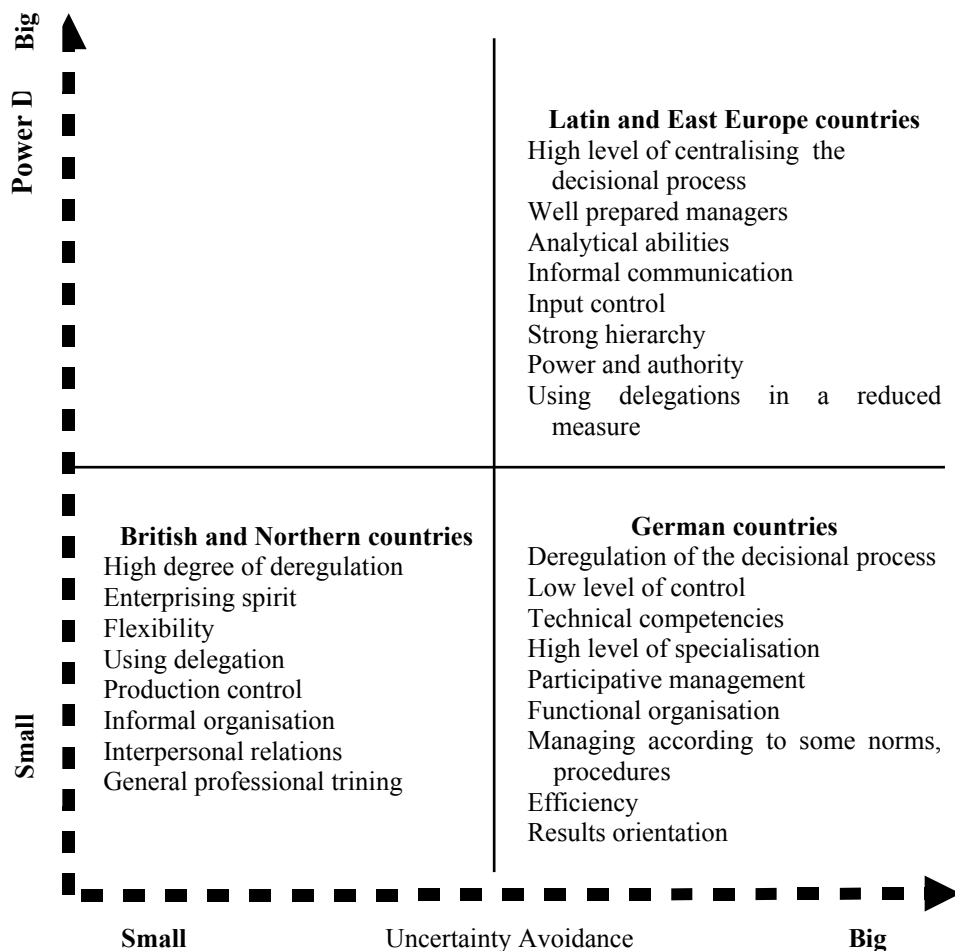 Big
Power D
Small
Latin and East Europe countries
High level of centralising the
decisional process
Well prepared managers
Analytical abilities
Informal communication
Input control
Strong hierarchy
Power and authority
Using delegations in a reduced
measure
British and Northern countries
High degree of deregulation
Enterprising spirit
Flexibility
Using delegation
Production control
Informal organisation
Interpersonal relations
General professional trining
German countries
Deregulation of the decisional process
Low level of control
Technical competencies
High level of specialisation
Participative management
Functional organisation
Managing according to some norms,
procedures
Efficiency
Results orientation
Small Uncertainty Avoidance Big